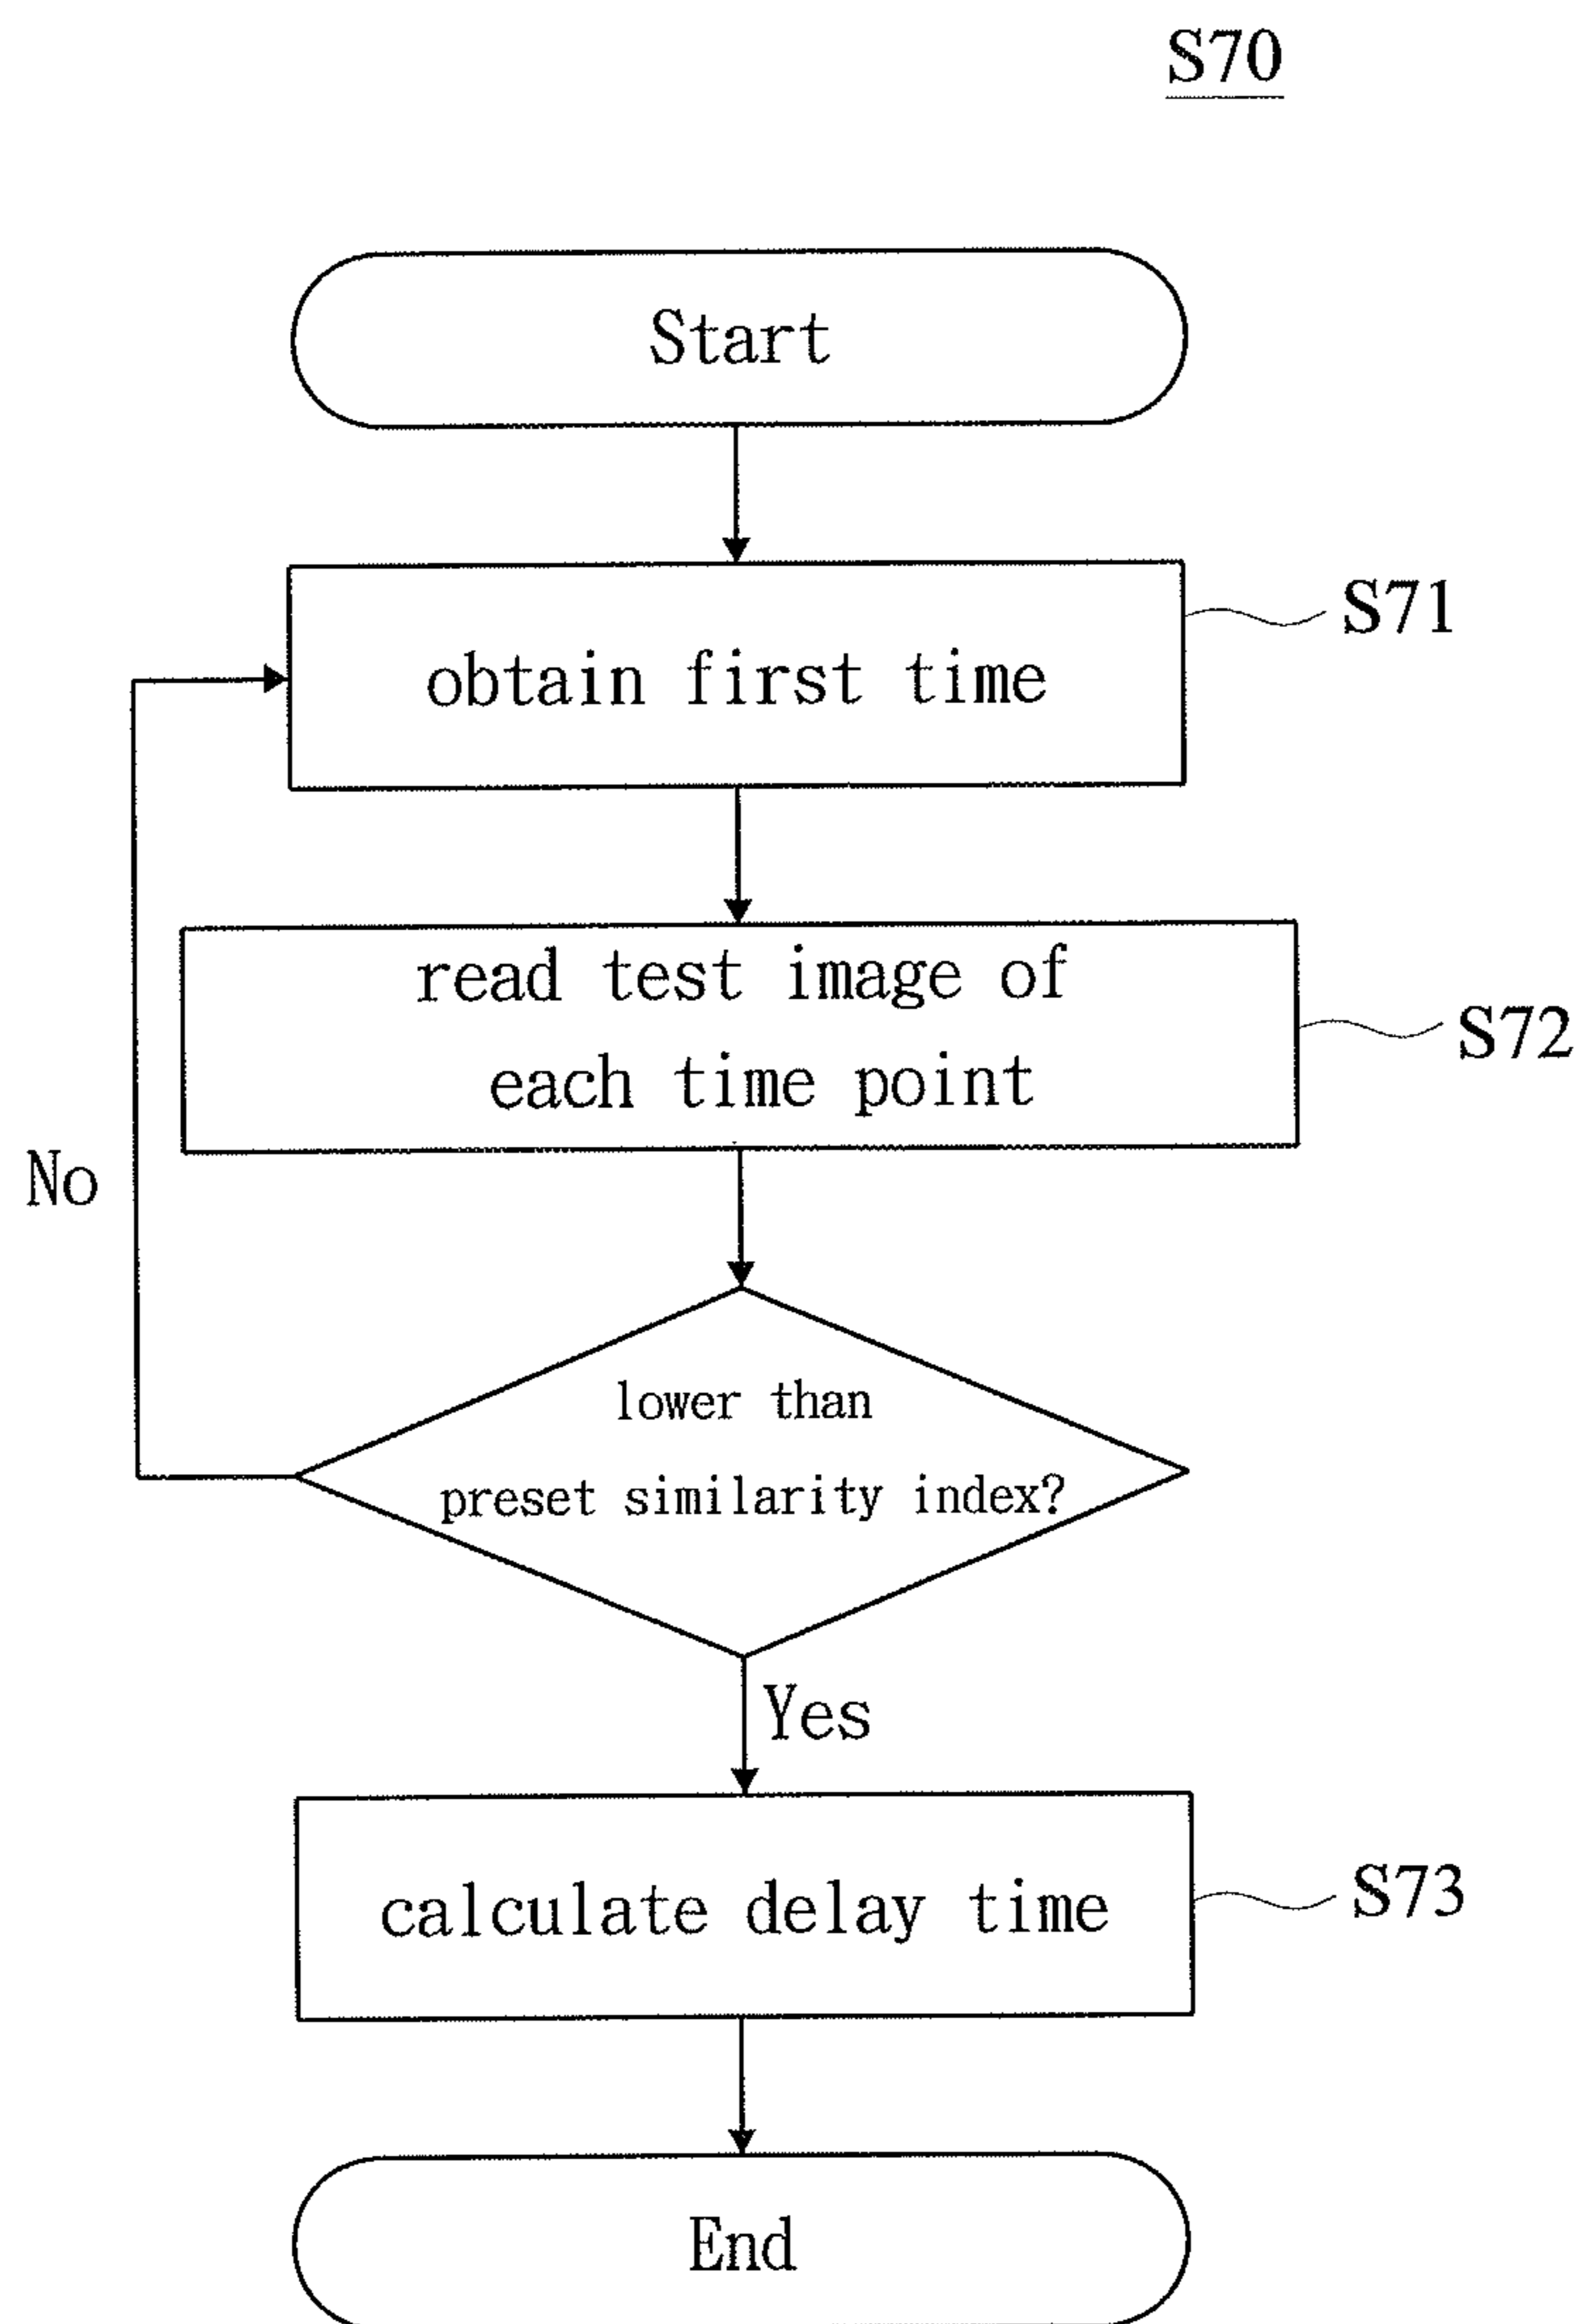 S70
Start
obtain first time
S71
read test image of
each time point
S72
No
lower than
preset similarity index?
Yes
calculate delay time
S73
End